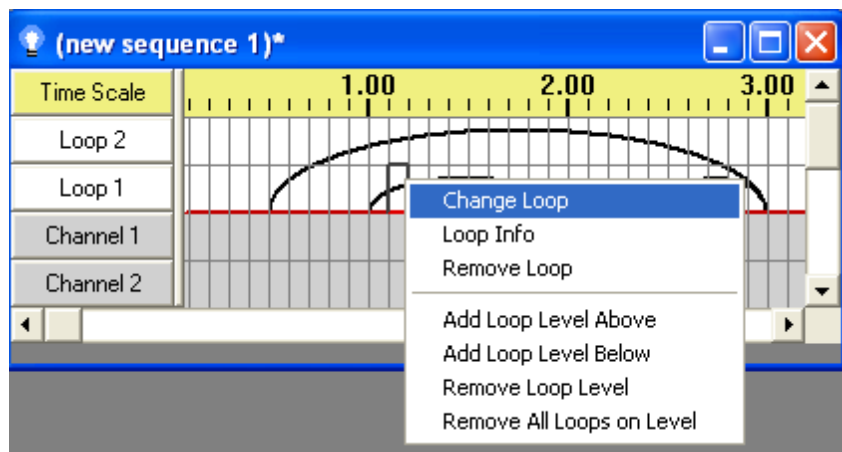 (new sequence 1)*
Time Scale
1.00 2.00 3.00
Loop 2
Loop 1
Channel 1
Channel 2
Change Loop
Loop Info
Remove Loop
Add Loop Level Above
Add Loop Level Below
Remove Loop Level
Remove All Loops on Level